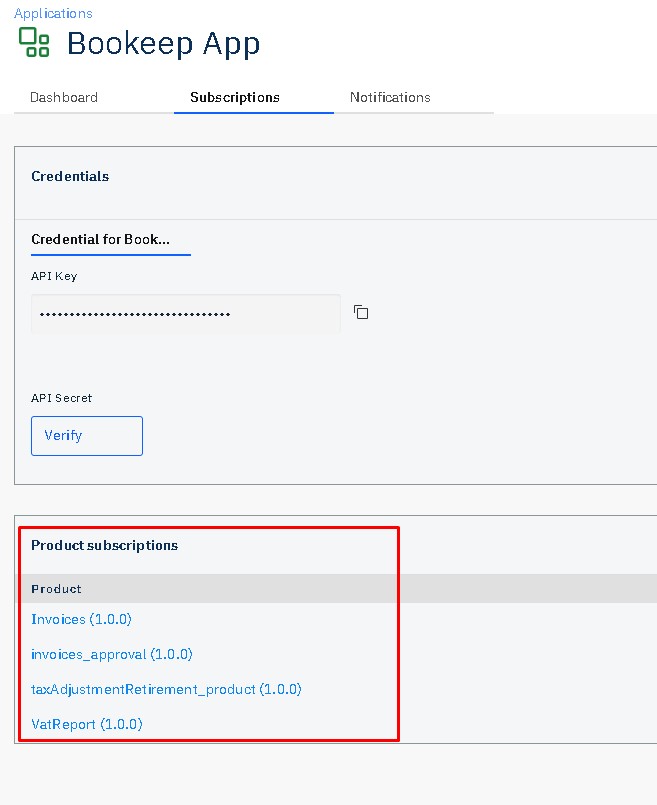 Applications
Bookeep App
Dashboard Subscriptions Notifications
Credentials
Credential for Book...
API Key
API Secret
Verify
Product subscriptions
Product
Invoices (1.0.0)
invoices_approval (1.0.0)
taxAdjustmentRetirement_product (1.0.0)
VatReport (1.0.0)